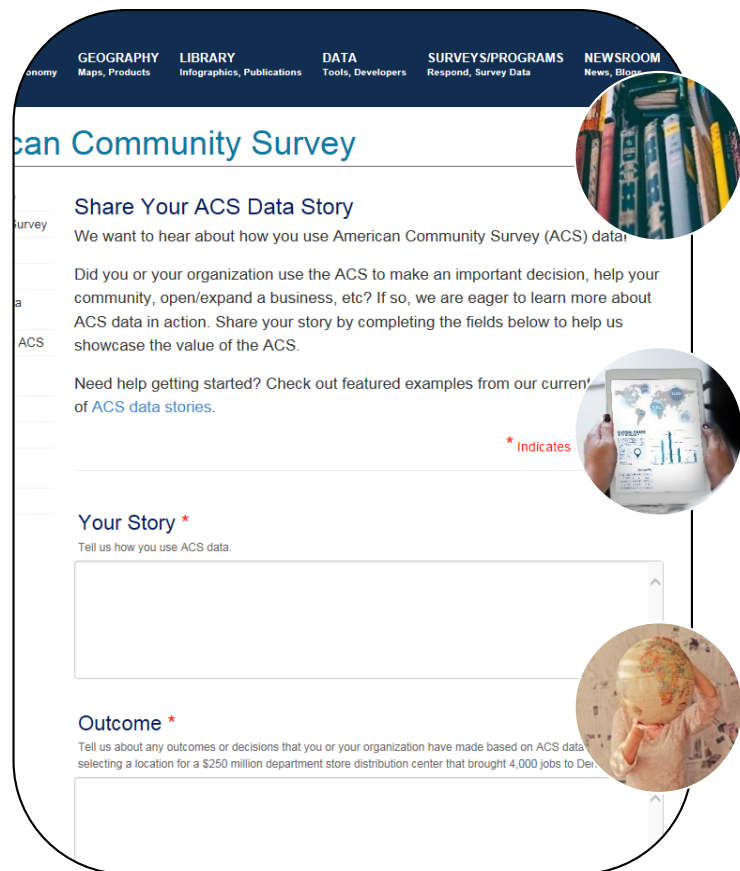 GEOGRAPHY LIBRARY DATA SURVEYS/PROGRAMS NEWSROOM
Maps, Products Infographics, Publications Tools, Developers Respond, Survey Data News, Blogs
Community Survey
Share Your ACS Data Story
Survey
We want to hear about how you use American Community Survey (ACS) data!
Did you or your organization use the ACS to make an important decision, help your
community, open/expand a business, etc? If so, we are eager to learn more about
ACS data in action. Share your story by completing the fields below to help us
ACS
showcase the value of the ACS.
Need help getting started? Check out featured examples from our current
of ACS data stories.
* Indicates
Your Story *
Tell us how you use ACS data.
Outcome *
Tell us about any outcomes or decisions that you or your organization have made based on ACS data
selecting a location for a $250 million department store distribution center that brought 4,000 jobs to